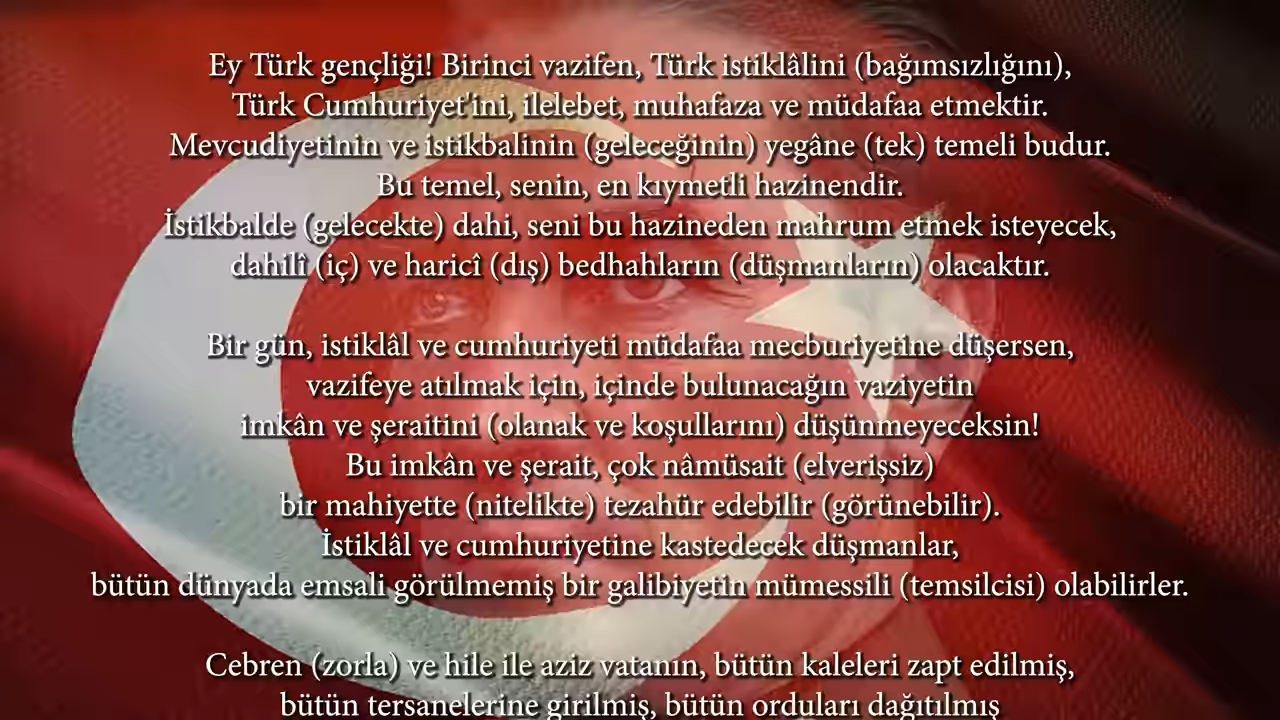 Ey Türk gençliği! Birinci vazifen, Türk istiklâlini (bağımsızlığını),
Türk Cumhuriyet'ini, ilelebet, muhafaza ve müdafaa etmektir.
Mevcudiyetinin ve istikbalinin (geleceğinin) yegâne (tek) temeli budur.
Bu temel, senin, en kıymetli hazinendir.
İstikbalde (gelecekte) dahi, seni bu hazineden mahrum etmek isteyecek,
dahilî (iç) ve haricî (dış) bedhahların (düşmanların) olacaktır.
Bir gün, istiklâl ve cumhuriyeti müdafaa mecburiyetine düşersen,
vazifeye atılmak için, içinde bulunacağın vaziyetin
imkân ve şeraitini (olanak ve koşullarını) düşünmeyeceksin!
Bu imkân ve şerait, çok nâmüsait (elverişsiz)
bir mahiyette (nitelikte) tezahür edebilir (görünebilir).
İstiklâl ve cumhuriyetine kastedecek düşmanlar,
bütün dünyada emsali görülmemiş bir galibiyetin mümessili (temsilcisi) olabilirler.
Cebren (zorla) ve hile ile aziz vatanın, bütün kaleleri zapt edilmiş,
bütün tersanelerine girilmiş, bütün orduları dağıtılmış